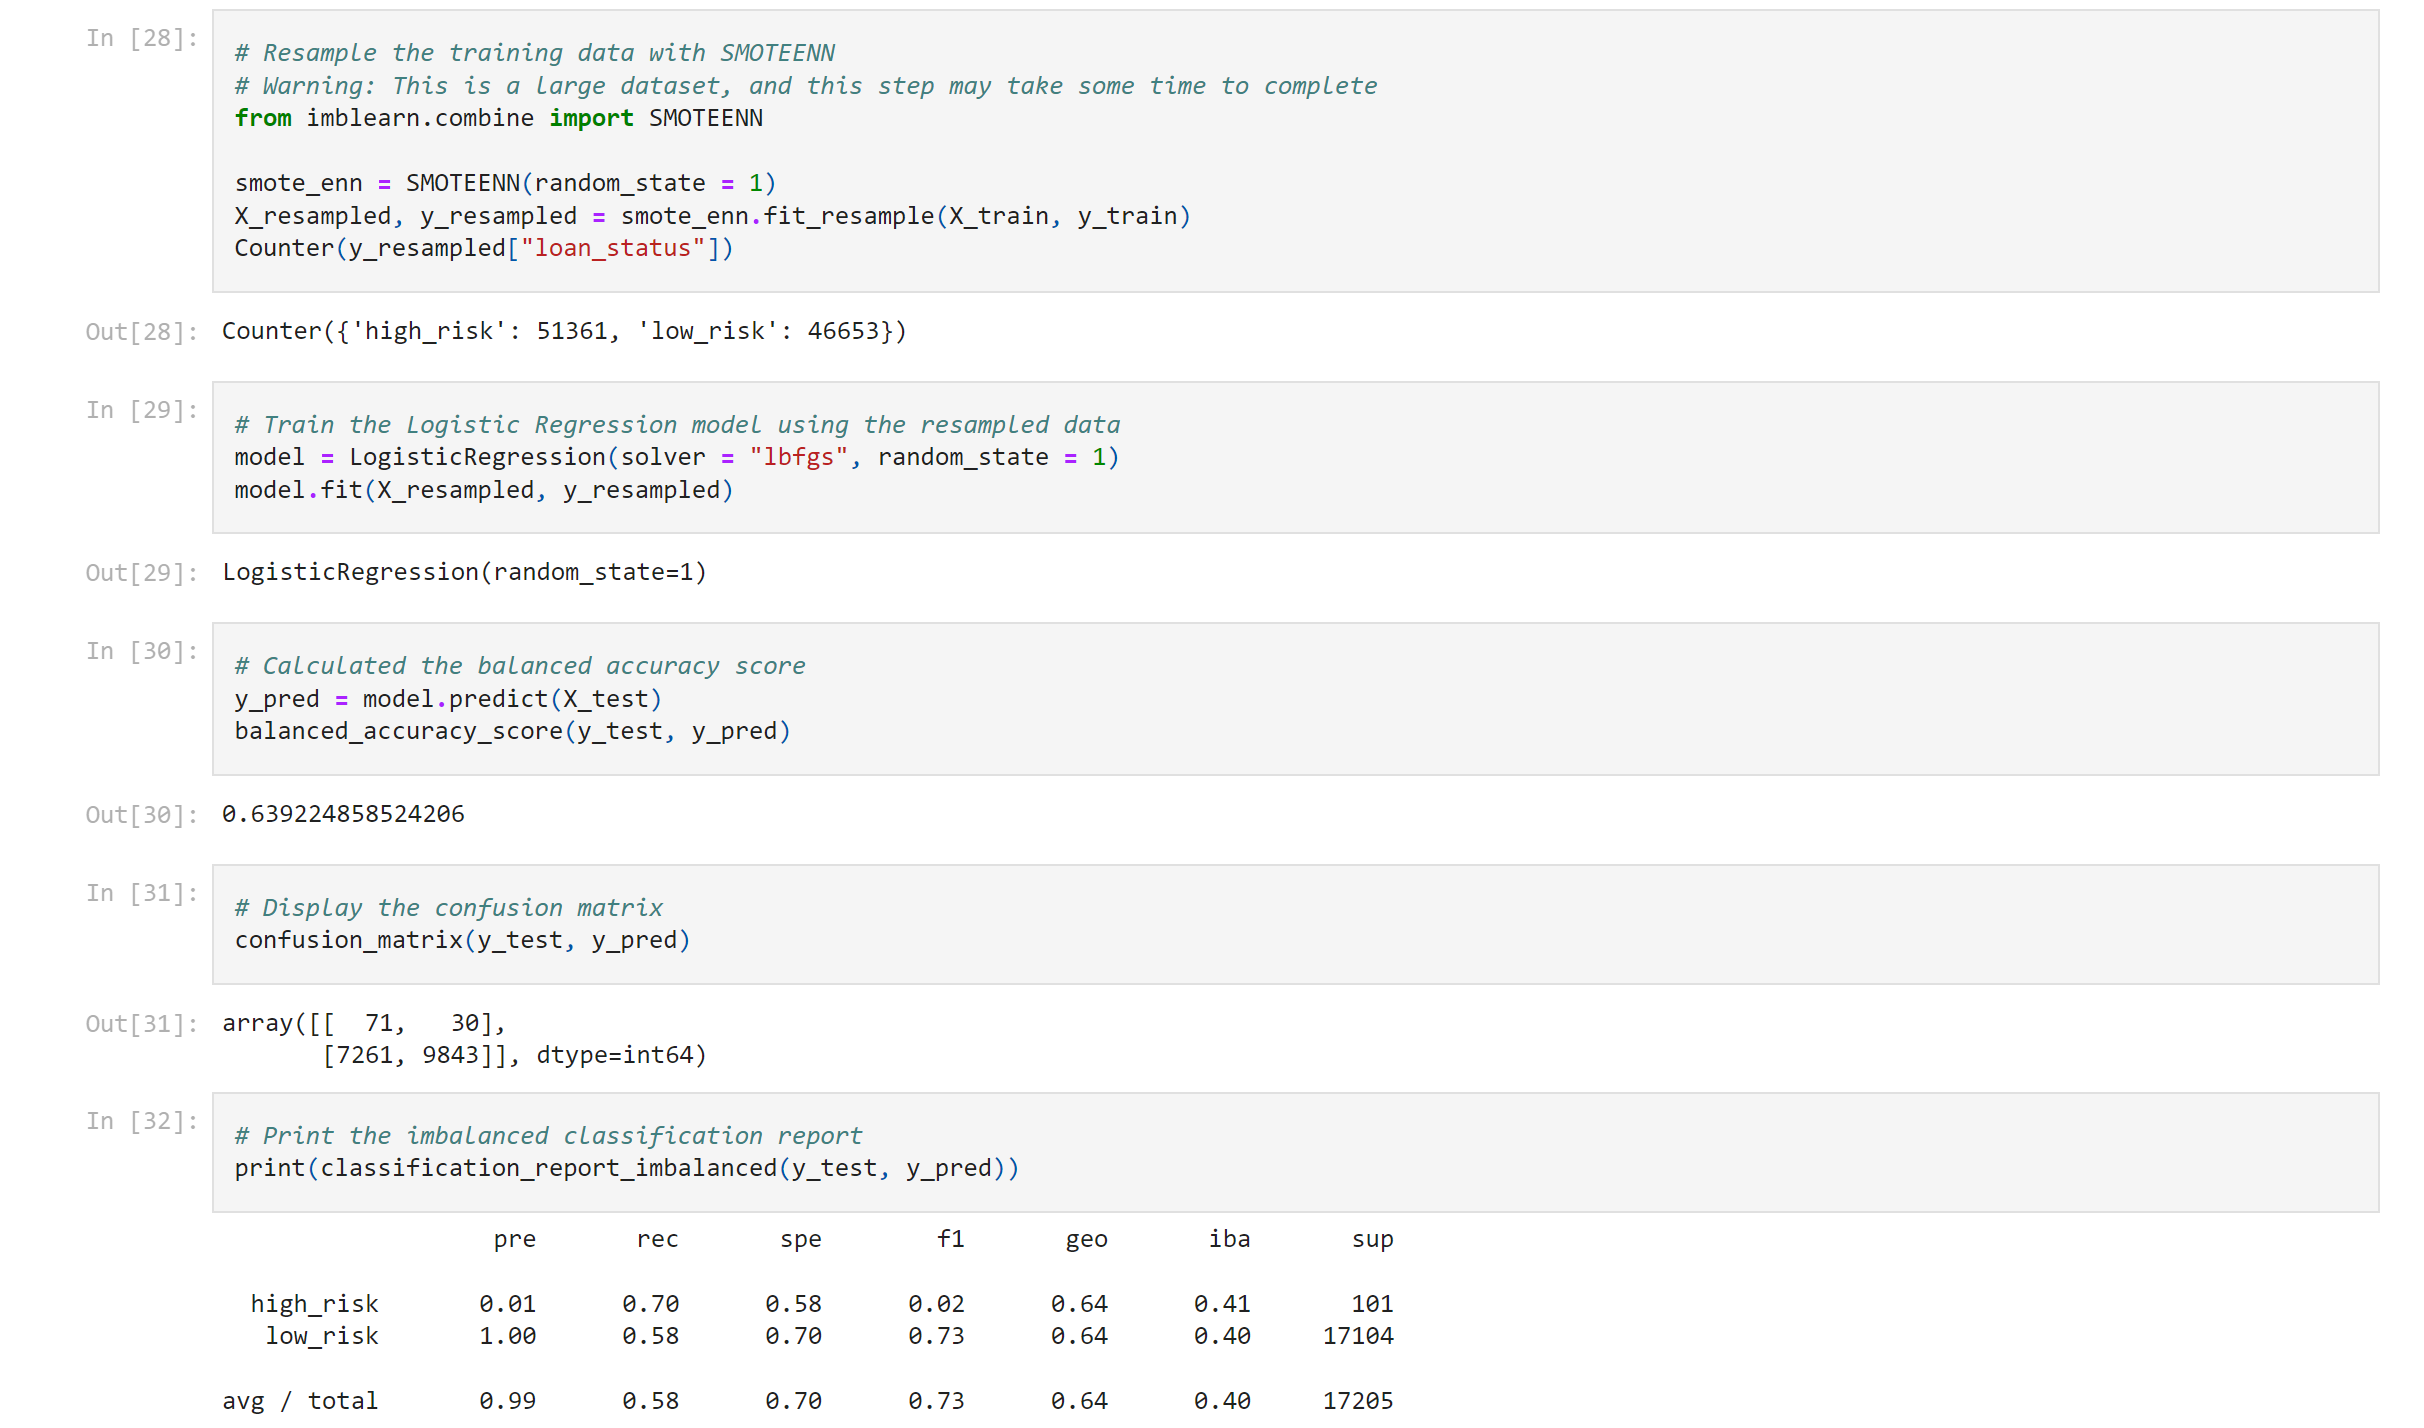 In [28]:
# Resample the training data with SMOTEENN
# Warning: This is a large dataset, and this step may take some time to complete
from imblearn.combine import SMOTEENN
smote_enn = SMOTEENN(random_state = 1)
X_resampled, y_resampled = smote_enn.fit_resample(X_train, y_train)
Counter(y_resampled["loan_status"])
Out[28]: Counter({'high_risk': 51361, 'low_risk': 46653})
In [29]:
# Train the Logistic Regression model using the resampled data
model = LogisticRegression(solver = "lbfgs", random_state = 1)
model.fit(X_resampled, y_resampled)
Out[29]: LogisticRegression(random_state=1)
In [30]:
# Calculated the balanced accuracy score
y_pred = model.predict(X_test)
balanced_accuracy_score(y_test, y_pred)
Out[30]: 0.639224858524206
In [31]:
# Display the confusion matrix
confusion_matrix(y_test, y_pred)
Out[31]: array([[  71,   30],
       [7261, 9843]], dtype=int64)
In [32]:
# Print the imbalanced classification report
print(classification_report_imbalanced(y_test, y_pred))
pre rec spe f1 geo iba sup
high_risk 0.01 0.70 0.58 0.02 0.64 0.41 101
low_risk 1.00 0.58 0.70 0.73 0.64 0.40 17104
avg / total 0.99 0.58 0.70 0.73 0.64 0.40 17205